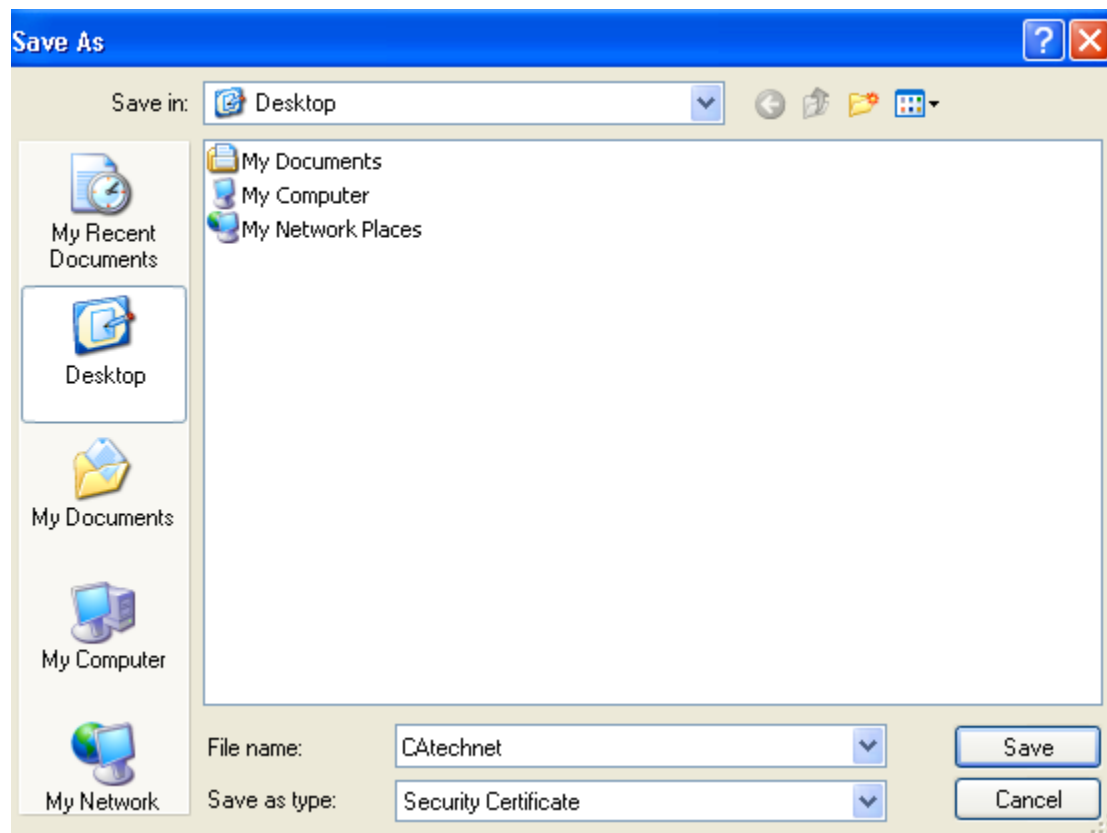 Save As
Save in: Desktop
My Recent
Documents
Desktop
My Documents
My Computer
My Network
My Documents
My Computer
My Network Places
File name: CAtechnet Save
Save as type: Security Certificate Cancel